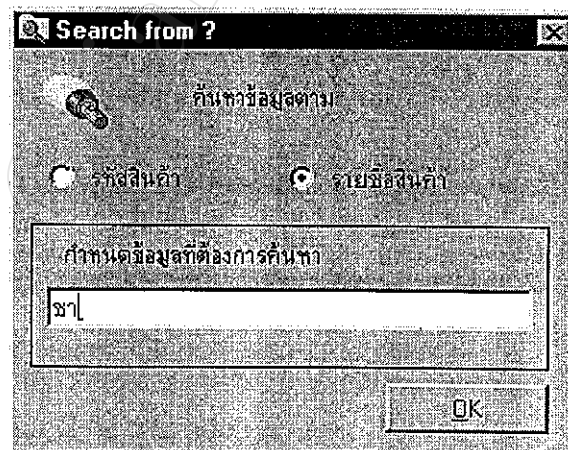 Search from ?
ค้นหาข้อมูลตาม
รหัสสินค้า
รายชื่อสินค้า
กำหนดข้อมูลที่ต้องการค้นหา
ชา
OK